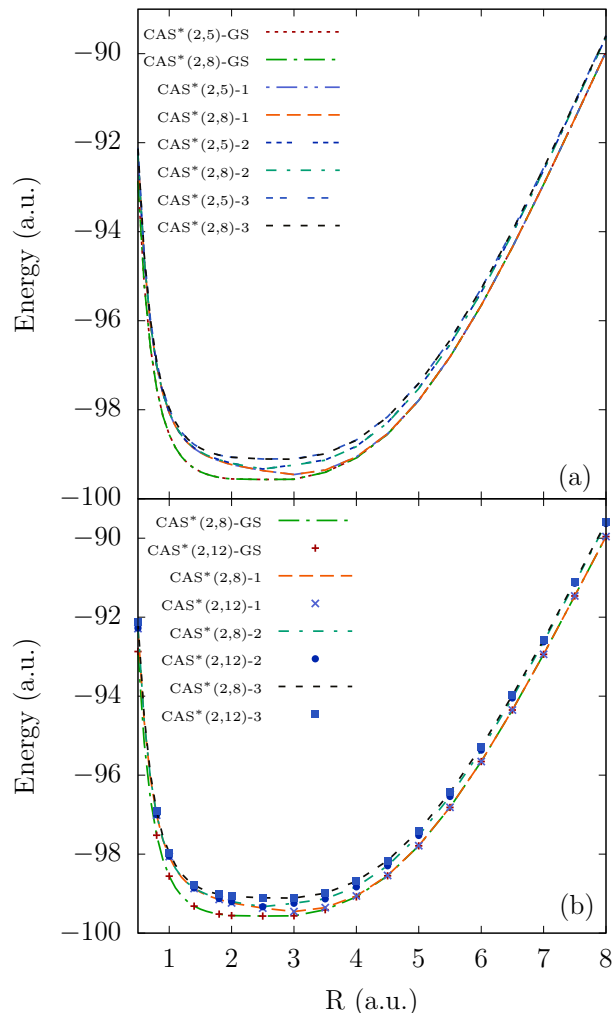 −90
−92
−94
−96
−98
−100
Energy (a.u.)
CAS*(2,5)-GS
CAS*(2,8)-GS
CAS*(2,5)-1
CAS*(2,8)-1
CAS*(2,5)-2
CAS*(2,8)-2
CAS*(2,5)-3
CAS*(2,8)-3
(a)
−90
−92
−94
−96
−98
−100
Energy (a.u.)
CAS*(2,8)-GS
CAS*(2,12)-GS
CAS*(2,8)-1
CAS*(2,12)-1
CAS*(2,8)-2
CAS*(2,12)-2
CAS*(2,8)-3
CAS*(2,12)-3
(b)
1 2 3 4 5 6 7 8
R (a.u.)